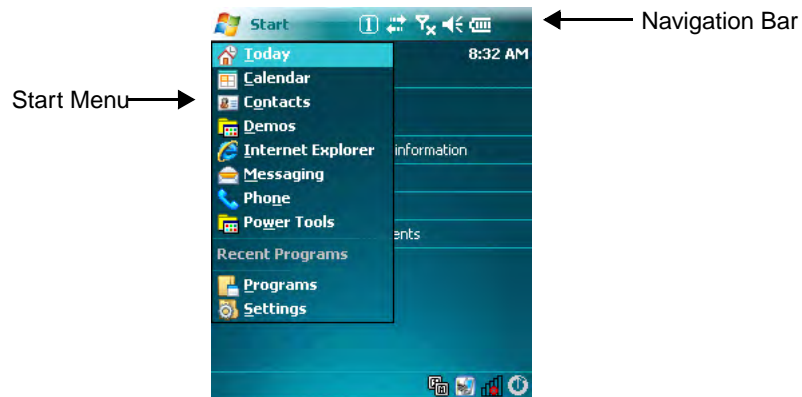 Start 1
Navigation Bar
Today
8:32 AM
Calendar
Start Menu
Contacts
Demos
Internet Explorer
information
Messaging
Phone
Power Tools
ents
Recent Programs
Programs
Settings